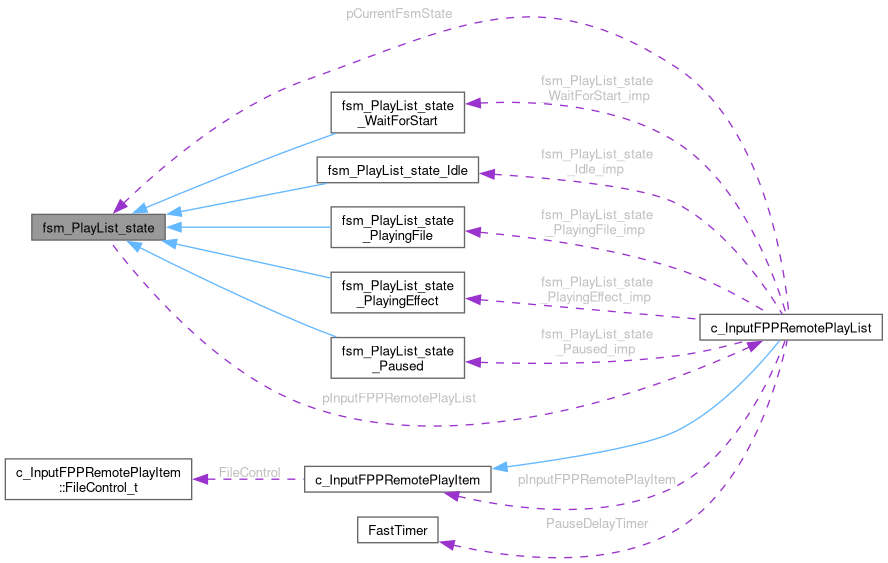 pCurrentFsmState
fsm_PlayList_state
_WaitForStart
fsm_PlayList_state
WaitForStart_imp
fsm_PlayList_state_Idle
fsm_PlayList_state
_Idle_imp
fsm_PlayList_state
fsm_PlayList_state
_PlayingFile
fsm_PlayList_state
_PlayingFile_imp
fsm_PlayList_state
_PlayingEffect
fsm_PlayList_state
_PlayingEffect_imp
c_InputFPPRemotePlayList
fsm_PlayList_state
_Paused
fsm_PlayList_state
_Paused_imp
pInputFPPRemotePlayList
c_InputFPPRemotePlayItem
::FileControl_t
FileControl
c_InputFPPRemotePlayItem
pInputFPPRemotePlayItem
FastTimer
PauseDelayTimer